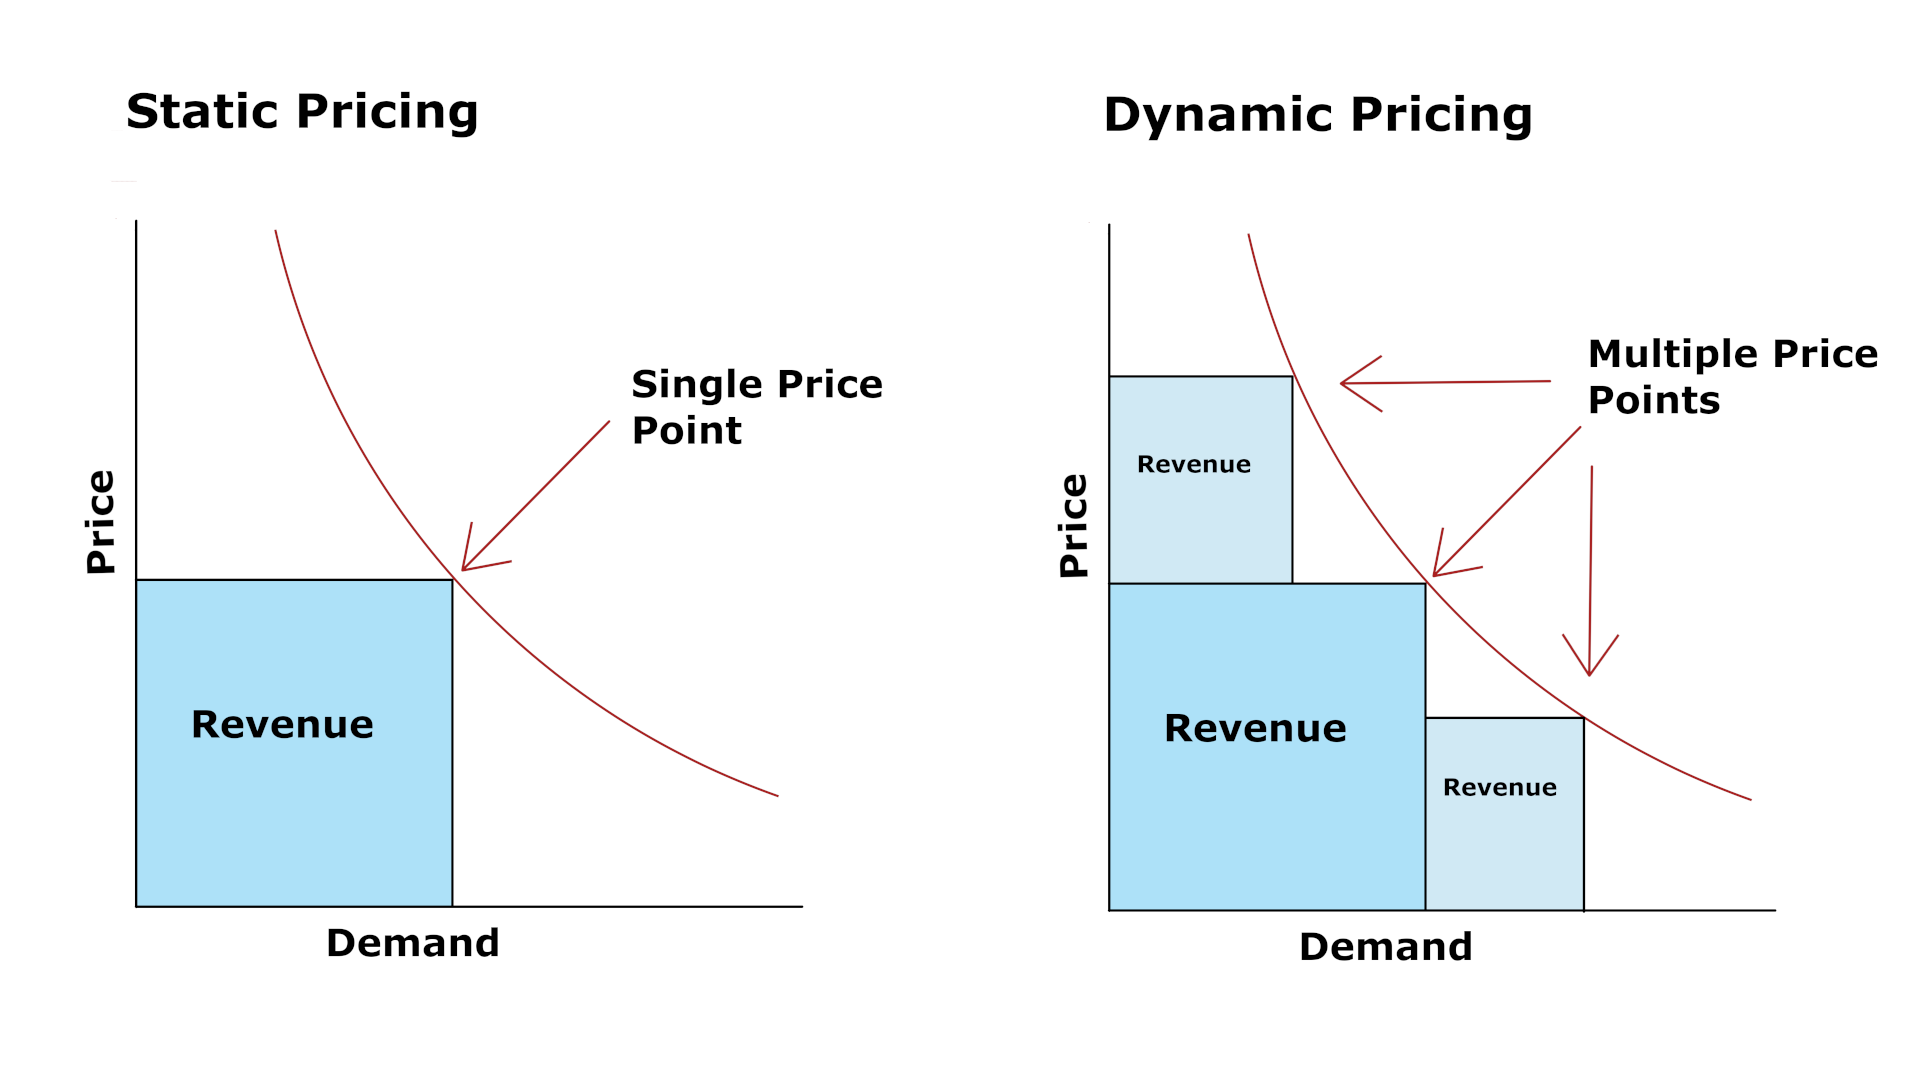 Static Pricing
Single Price
Point
Price
Revenue
Demand
Dynamic Pricing
Multiple Price
Points
Revenue
Price
Revenue
Revenue
Demand